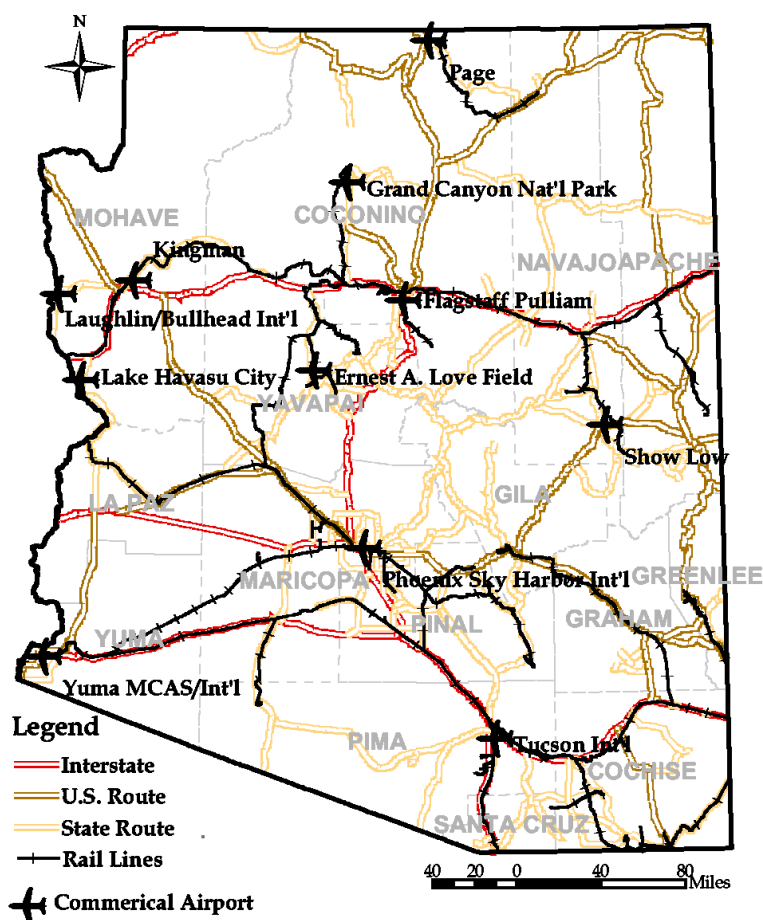 N
Page
Grand Canyon Nat'l Park
MOHAVE
COCONINO
Kingman
NAVAJO
APACHE
Flagstaff Pulliam
Laughlin/Bullhead Int'l
Lake Havasu City
Ernest A. Love Field
YAVAPAI
Show Low
GILA
LA PAZ
MARICOPA
Phoenix Sky Harbor Int'l
GREENLEE
PINAL
GRAHAM
YUMA
Yuma MCAS/Int'l
Legend
Interstate
U.S. Route
State Route
Rail Lines
Commerical Airport
PIMA
Tucson Int'l
COCHISE
SANTA CRUZ
40 20 0 40 80
Miles